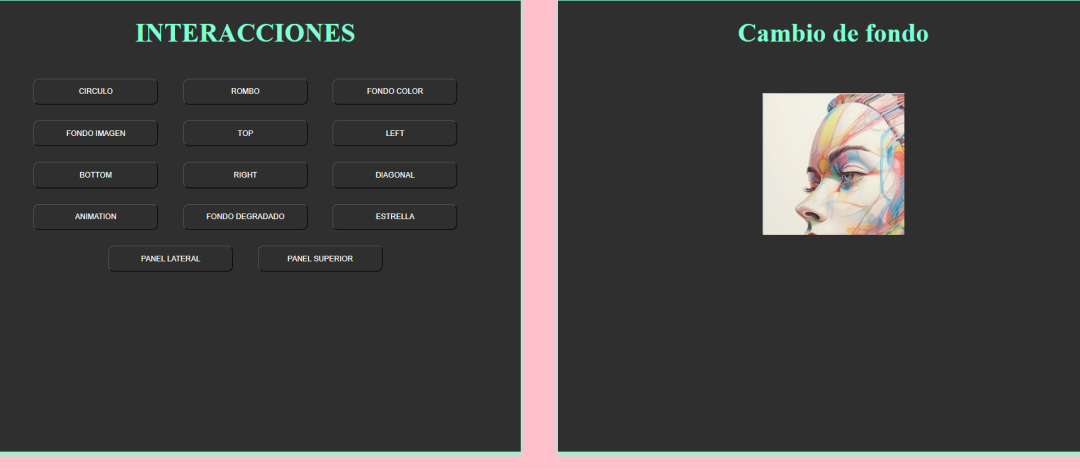 INTERACCIONES
CIRCULO
ROMBO
FONDO COLOR
FONDO IMAGEN
TOP
LEFT
BOTTOM
RIGHT
DIAGONAL
ANIMATION
FONDO DEGRADADO
ESTRELLA
PANEL LATERAL
PANEL SUPERIOR
Cambio de fondo